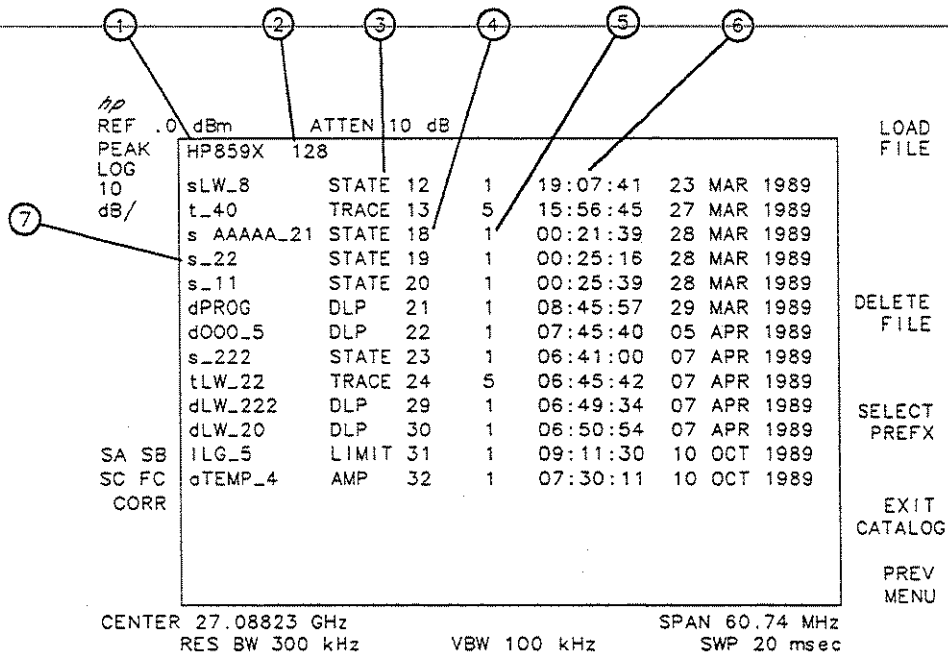 1 2 3 4 5 6
hp
REF .0 dBm ATTEN 10 dB
PEAK
LOG
10
dB/
7
HP859X 128
sLW_8 STATE 12 1 19:07:41 23 MAR 1989
t_40 TRACE 13 5 15:56:45 27 MAR 1989
s AAAAA_21 STATE 18 1 00:21:39 28 MAR 1989
s_22 STATE 19 1 00:25:16 28 MAR 1989
s_11 STATE 20 1 00:25:39 28 MAR 1989
dPROG DLP 21 1 08:45:57 29 MAR 1989
dOOO_5 DLP 22 1 07:45:40 05 APR 1989
s_222 STATE 23 1 06:41:00 07 APR 1989
tLW_22 TRACE 24 5 06:45:42 07 APR 1989
dLW_222 DLP 29 1 06:49:34 07 APR 1989
dLW_20 DLP 30 1 06:50:54 07 APR 1989
lLG_5 LIMIT 31 1 09:11:30 10 OCT 1989
aTEMP_4 AMP 32 1 07:30:11 10 OCT 1989
SA SB
SC FC
CORR
LOAD
FILE
DELETE
FILE
SELECT
PREFX
EXIT
CATALOG
PREV
MENU
CENTER 27.08823 GHz SPAN 60.74 MHz
RES BW 300 kHz VBW 100 kHz SWP 20 msec